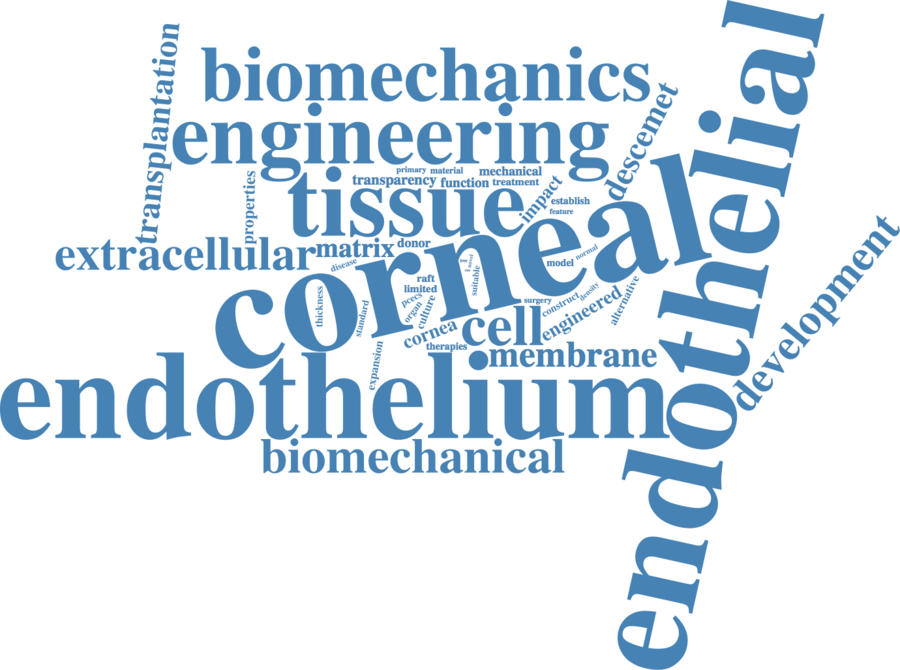 transplantation
biomechanics
endothelial
engineering
descemet
primary
material
mechanical
transparency
function
treatment
tissue
properties
impact
establish
feature
corneal
development
extracellular
matrix
donor
disease
model
normal
raft
limited
suitable
thickness
standard
pcecs
organ
culture
surgery
construct
density
engineered
alternative
cornea
cell
therapies
expansion
membrane
endothelium
biomechanical